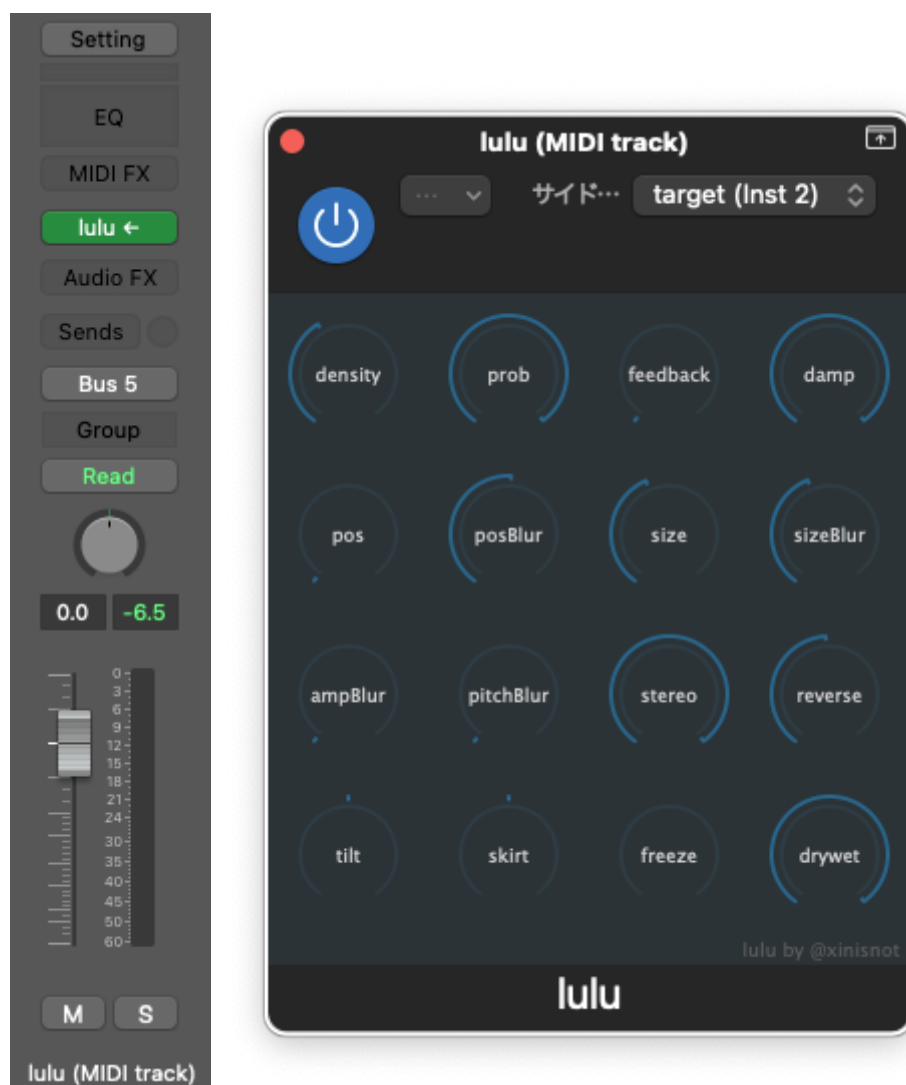 Setting
EQ
MIDI FX
lulu ←
Audio FX
Sends
Bus 5
Group
Read
0.0 -6.5
0
3
6
9
12
15
18
21
24
30
35
40
45
50
60
M S
lulu (MIDI track)
lulu (MIDI track)
... サイド… target (Inst 2)
density prob feedback damp
pos posBlur size sizeBlur
ampBlur pitchBlur stereo reverse
tilt skirt freeze drywet
lulu by @xinisnot
lulu